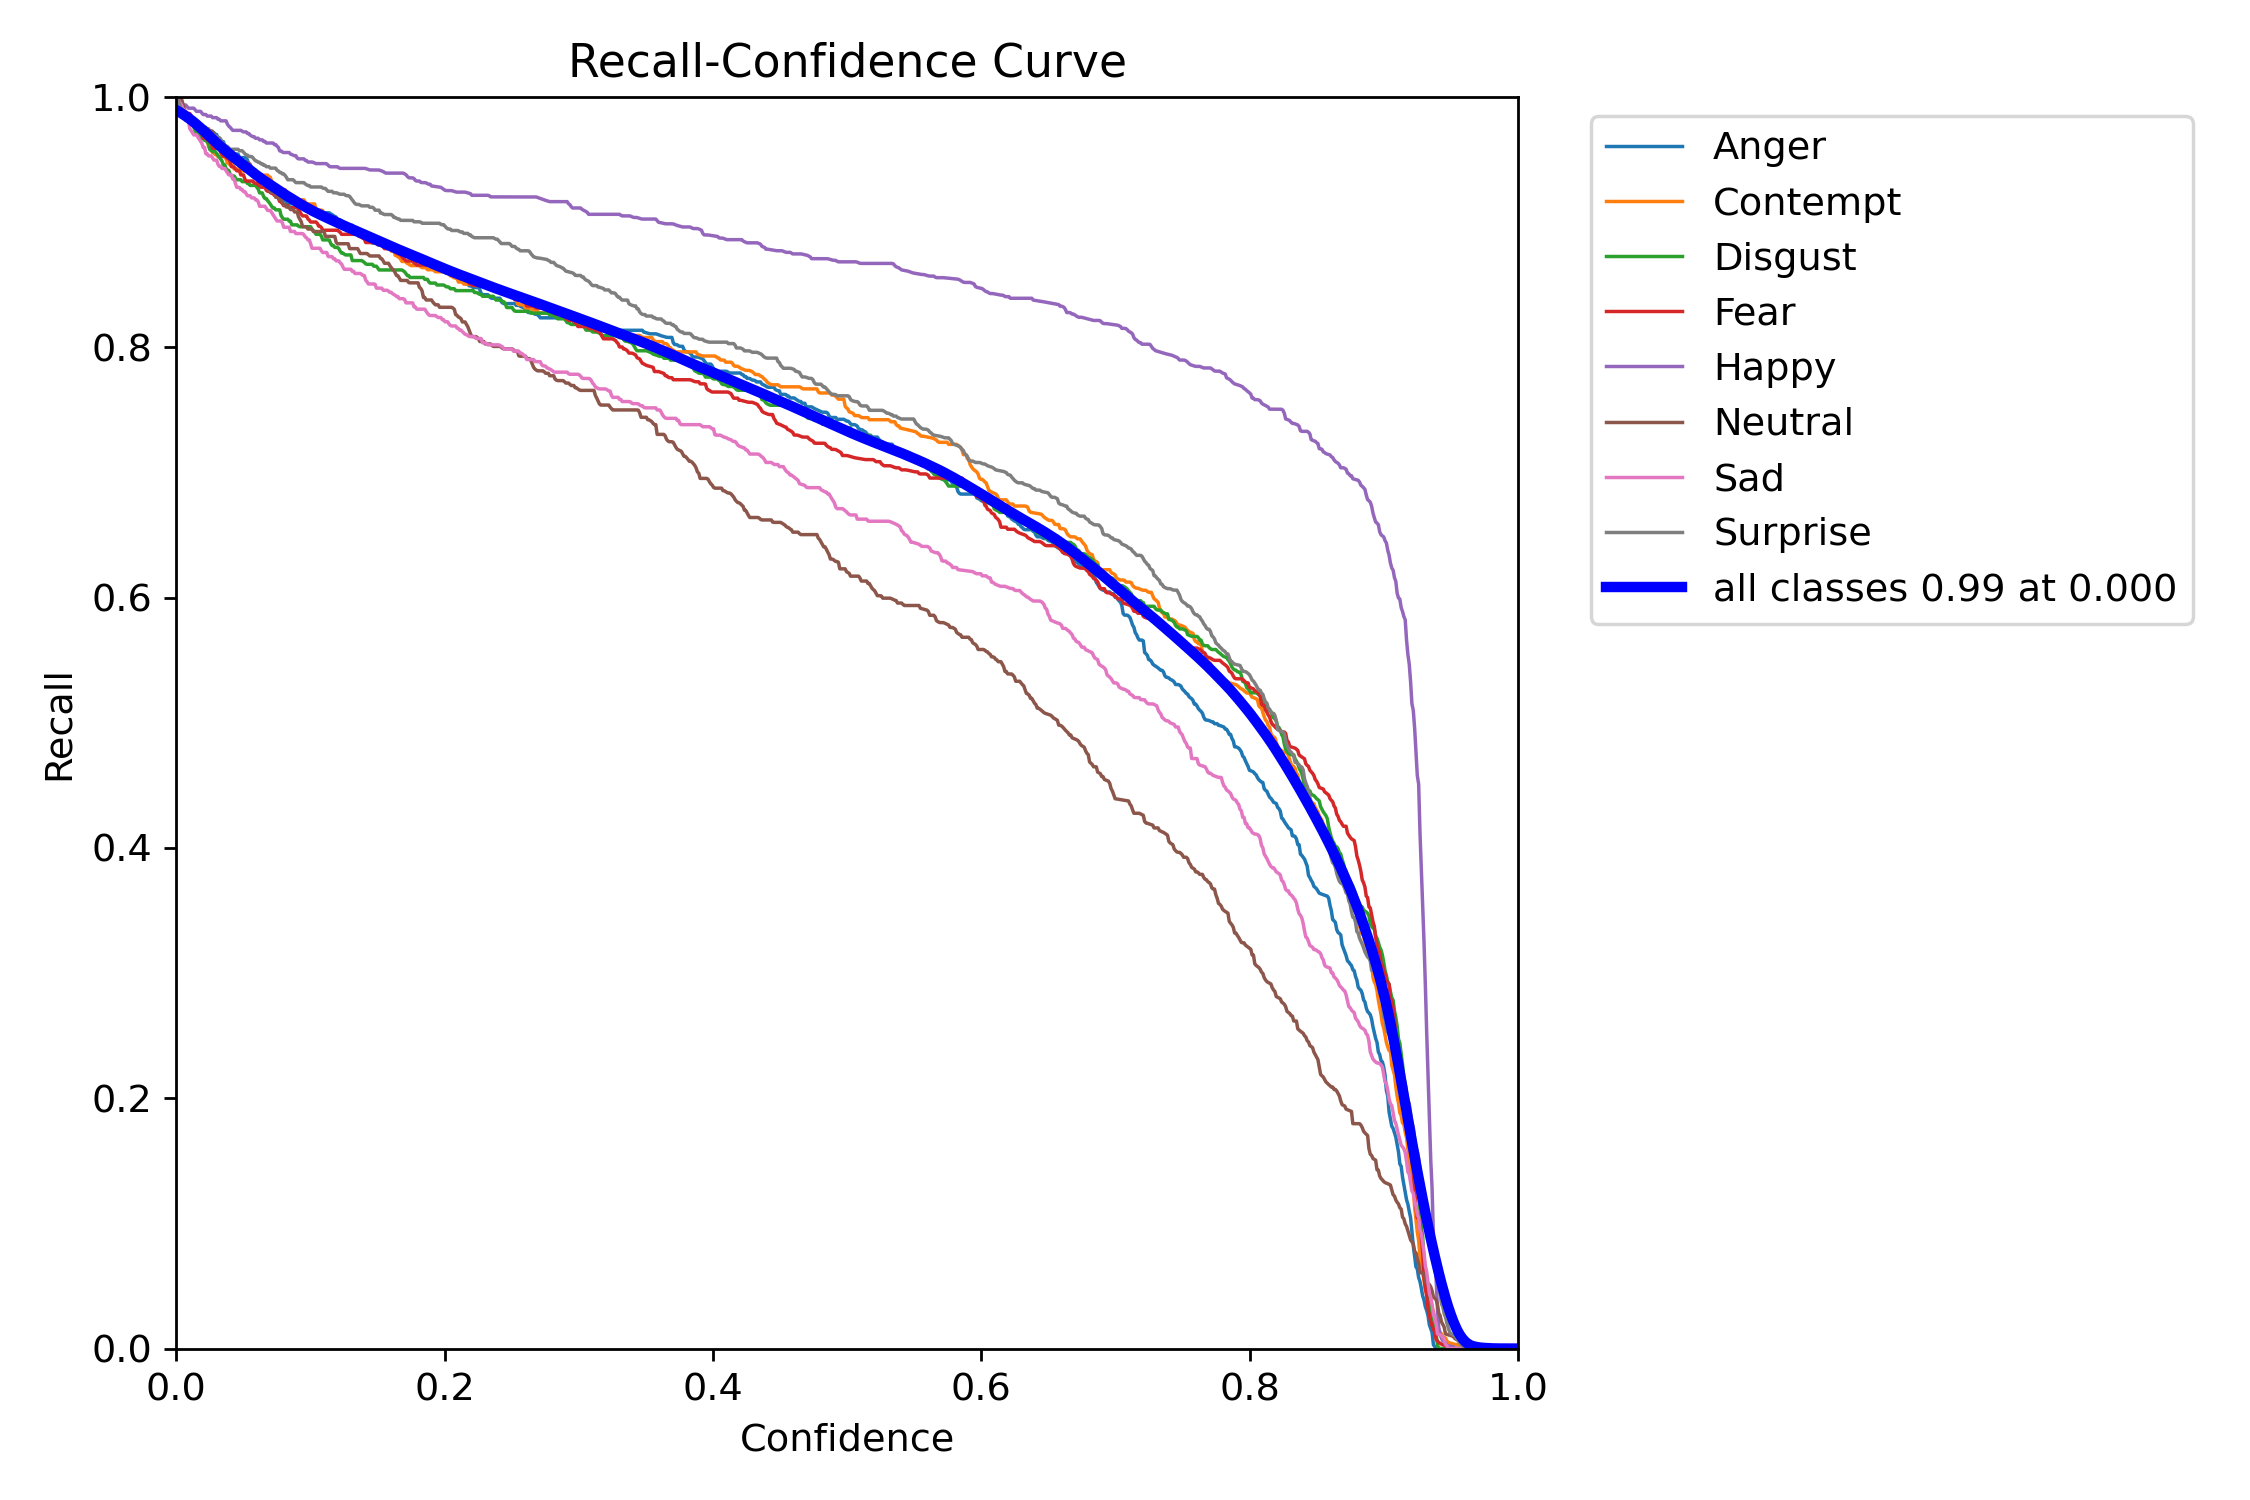 Recall-Confidence Curve
1.0
0.8
0.6
0.4
0.2
0.0
Recall
0.0 0.2 0.4 0.6 0.8 1.0
Confidence
Anger
Contempt
Disgust
Fear
Happy
Neutral
Sad
Surprise
all classes 0.99 at 0.000